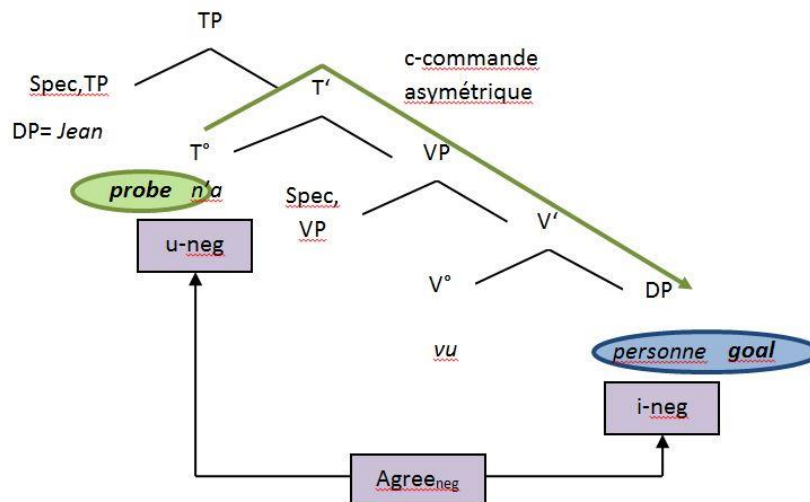 TP
c-commande
asymétrique
Spec,TP
T‘
DP= Jean
T°
VP
probe n’a
Spec,
VP
V‘
u-neg
V°
DP
vu
personne goal
i-neg
Agreeneg